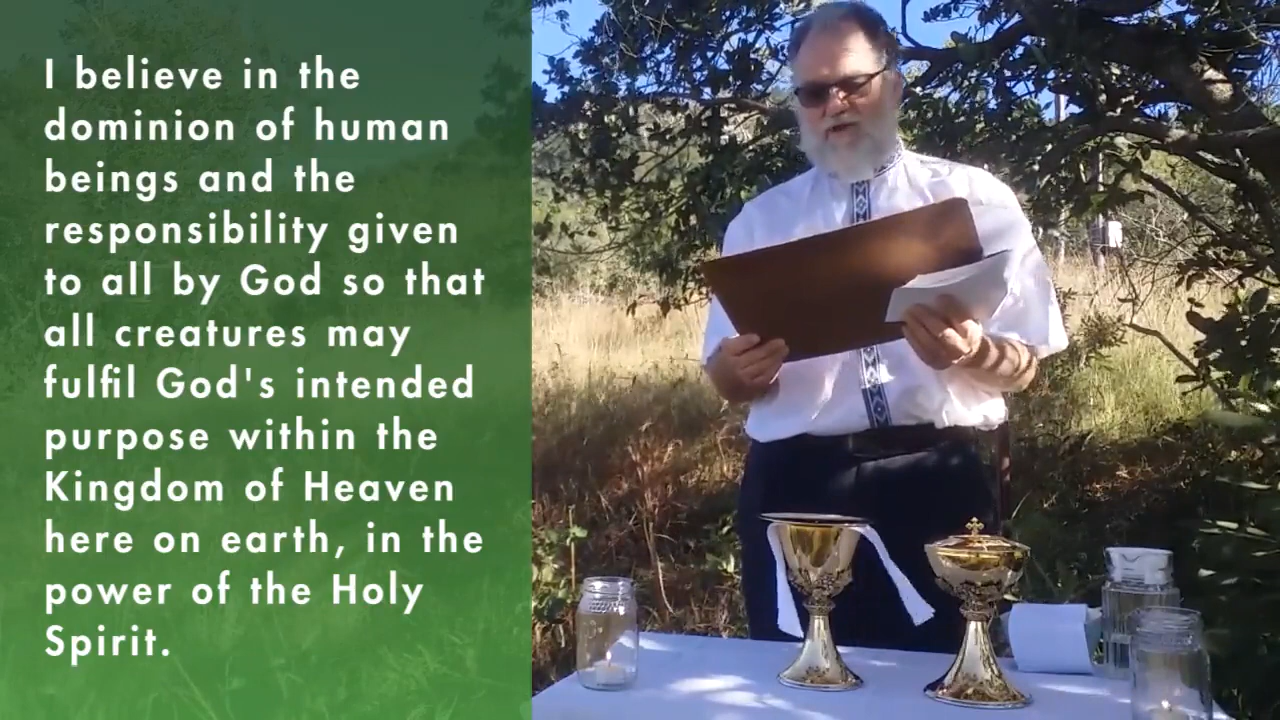 I believe in the
dominion of human
beings and the
responsibility given
to all by God so that
all creatures may
fulfil God's intended
purpose within the
Kingdom of Heaven
here on earth, in the
power of the Holy
Spirit.